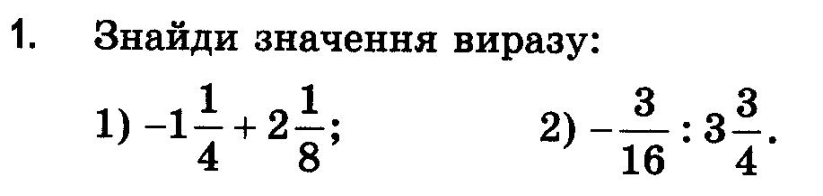 1. Знайди значення виразу:
1) –1 1/4 + 2 1/8; 2) – 3/16 : 3 3/4.